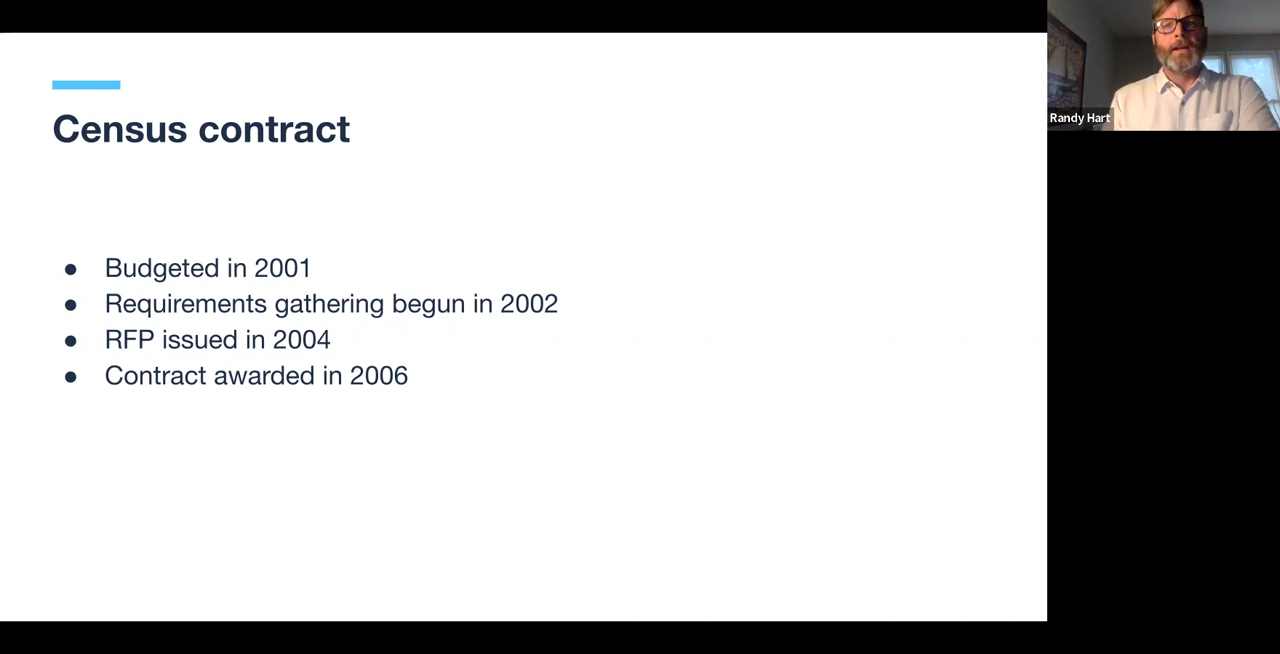 Census contract
● Budgeted in 2001
● Requirements gathering begun in 2002
● RFP issued in 2004
● Contract awarded in 2006
Randy Hart